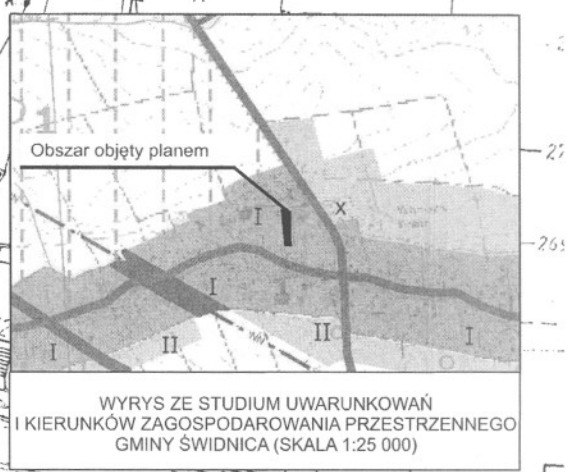 Obszar objęty planem
I
x
I
I
I
II
II
WYRYS ZE STUDIUM UWARUNKOWAŃ
I KIERUNKÓW ZAGOSPODAROWANIA PRZESTRZENNEGO
GMINY ŚWIDNICA (SKALA 1:25 000)